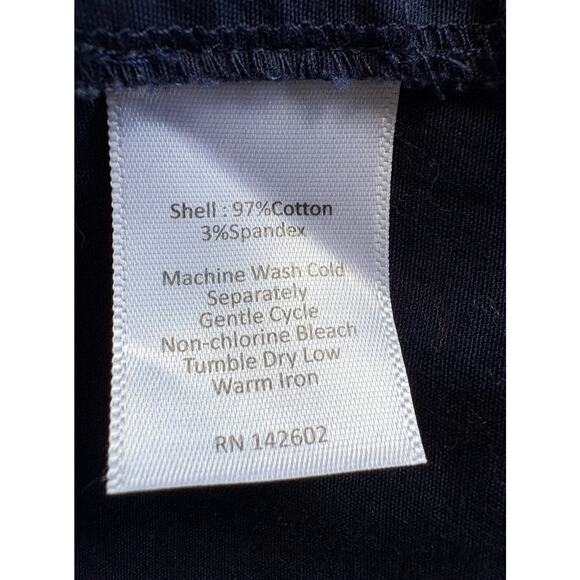 Shell : 97%Cotton
3%Spandex
Machine Wash Cold
Separately
Gentle Cycle
Non-chlorine Bleach
Tumble Dry Low
Warm Iron
RN 142602